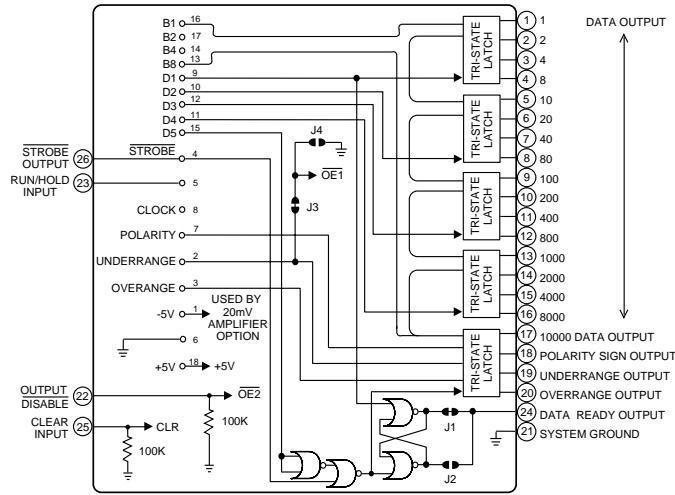 B1 16
B2 17
B4 14
B8 13
D1 9
D2 10
D3 12
D4 11
D5 15
STROBE OUTPUT 26
STROBE 4
RUN/HOLD INPUT 23
5
CLOCK 8
POLARITY 7
UNDERRANGE 2
OVERANGE 3
-5V 1
USED BY
20mV
AMPLIFIER
OPTION
6
+5V 18 +5V
OUTPUT DISABLE 22
OE2
CLEAR INPUT 25
CLR
100K
100K
J4
OE1
J3
TRI-STATE LATCH
TRI-STATE LATCH
TRI-STATE LATCH
TRI-STATE LATCH
TRI-STATE LATCH
J1
J2
DATA OUTPUT
1 1
2 2
3 4
4 8
5 10
6 20
7 40
8 80
9 100
10 200
11 400
12 800
13 1000
14 2000
15 4000
16 8000
17 10000 DATA OUTPUT
18 POLARITY SIGN OUTPUT
19 UNDERRANGE OUTPUT
20 OVERRANGE OUTPUT
24 DATA READY OUTPUT
21 SYSTEM GROUND